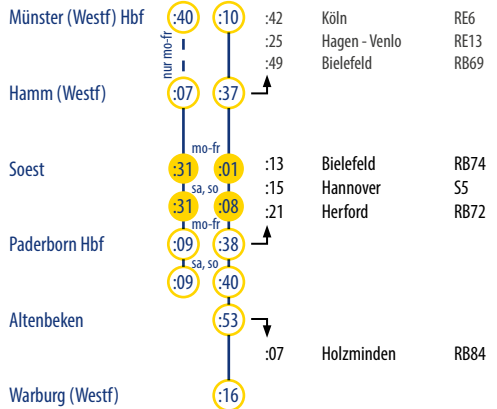 Münster (Westf) Hbf :40 :10 :42 Köln RE6
nur mo-fr
:25 Hagen - Venlo RE13
:49 Bielefeld RB69
Hamm (Westf) :07 :37
mo-fr
Soest :31 :01 :13 Bielefeld RB74
sa, so
:15 Hannover S5
:31 :08 :21 Herford RB72
mo-fr
Paderborn Hbf :09 :38
sa, so
:09 :40
Altenbeken :53
:07 Holzminden RB84
Warburg (Westf) :16